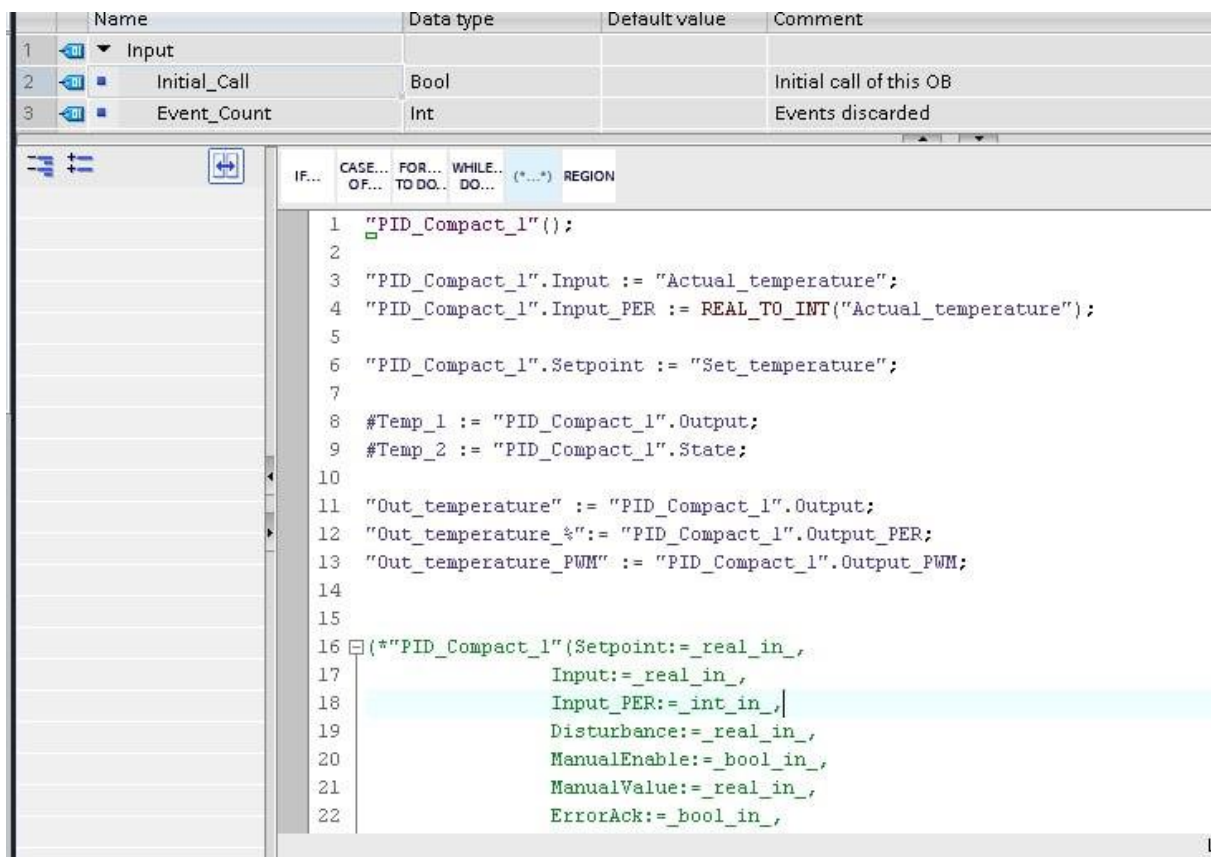 Name Data type Default value Comment
1 Input
2 Initial_Call Bool Initial call of this OB
3 Event_Count Int Events discarded
IF... CASE... OF... FOR... TO DO.. WHILE.. DO... (*...*) REGION
1 "PID_Compact_1"();
2
3 "PID_Compact_1".Input := "Actual_temperature";
4 "PID_Compact_1".Input_PER := REAL_TO_INT("Actual_temperature");
5
6 "PID_Compact_1".Setpoint := "Set_temperature";
7
8 #Temp_1 := "PID_Compact_1".Output;
9 #Temp_2 := "PID_Compact_1".State;
10
11 "Out_temperature" := "PID_Compact_1".Output;
12 "Out_temperature_%":= "PID_Compact_1".Output_PER;
13 "Out_temperature_PWM" := "PID_Compact_1".Output_PWM;
14
15
16 (*"PID_Compact_1"(Setpoint:=_real_in_,
17 Input:=_real_in_,
18 Input_PER:=_int_in_,
19 Disturbance:=_real_in_,
20 ManualEnable:=_bool_in_,
21 ManualValue:=_real_in_,
22 ErrorAck:=_bool_in_,